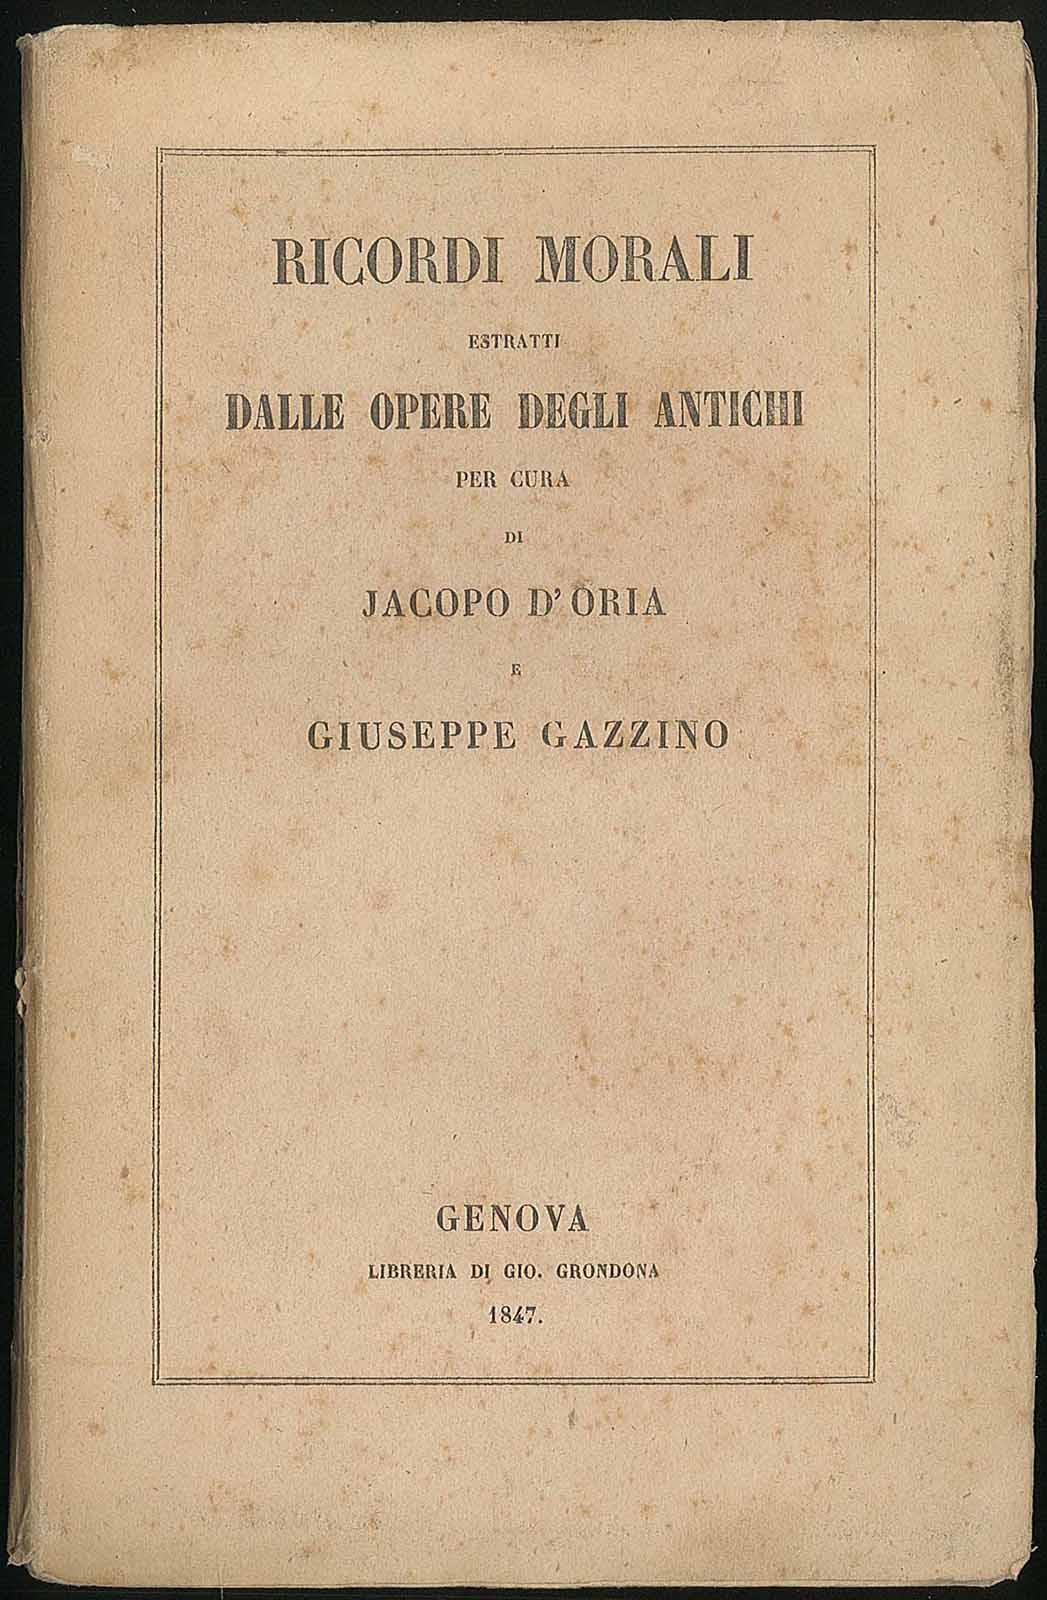 RICORDI MORALI
ESTRATTI
DALLE OPERE DEGLI ANTICHI
PER CURA
DI
JACOPO D'ORIA
E
GIUSEPPE GAZZINO
GENOVA
LIBRERIA DI GIO. GRONDONA
1847.